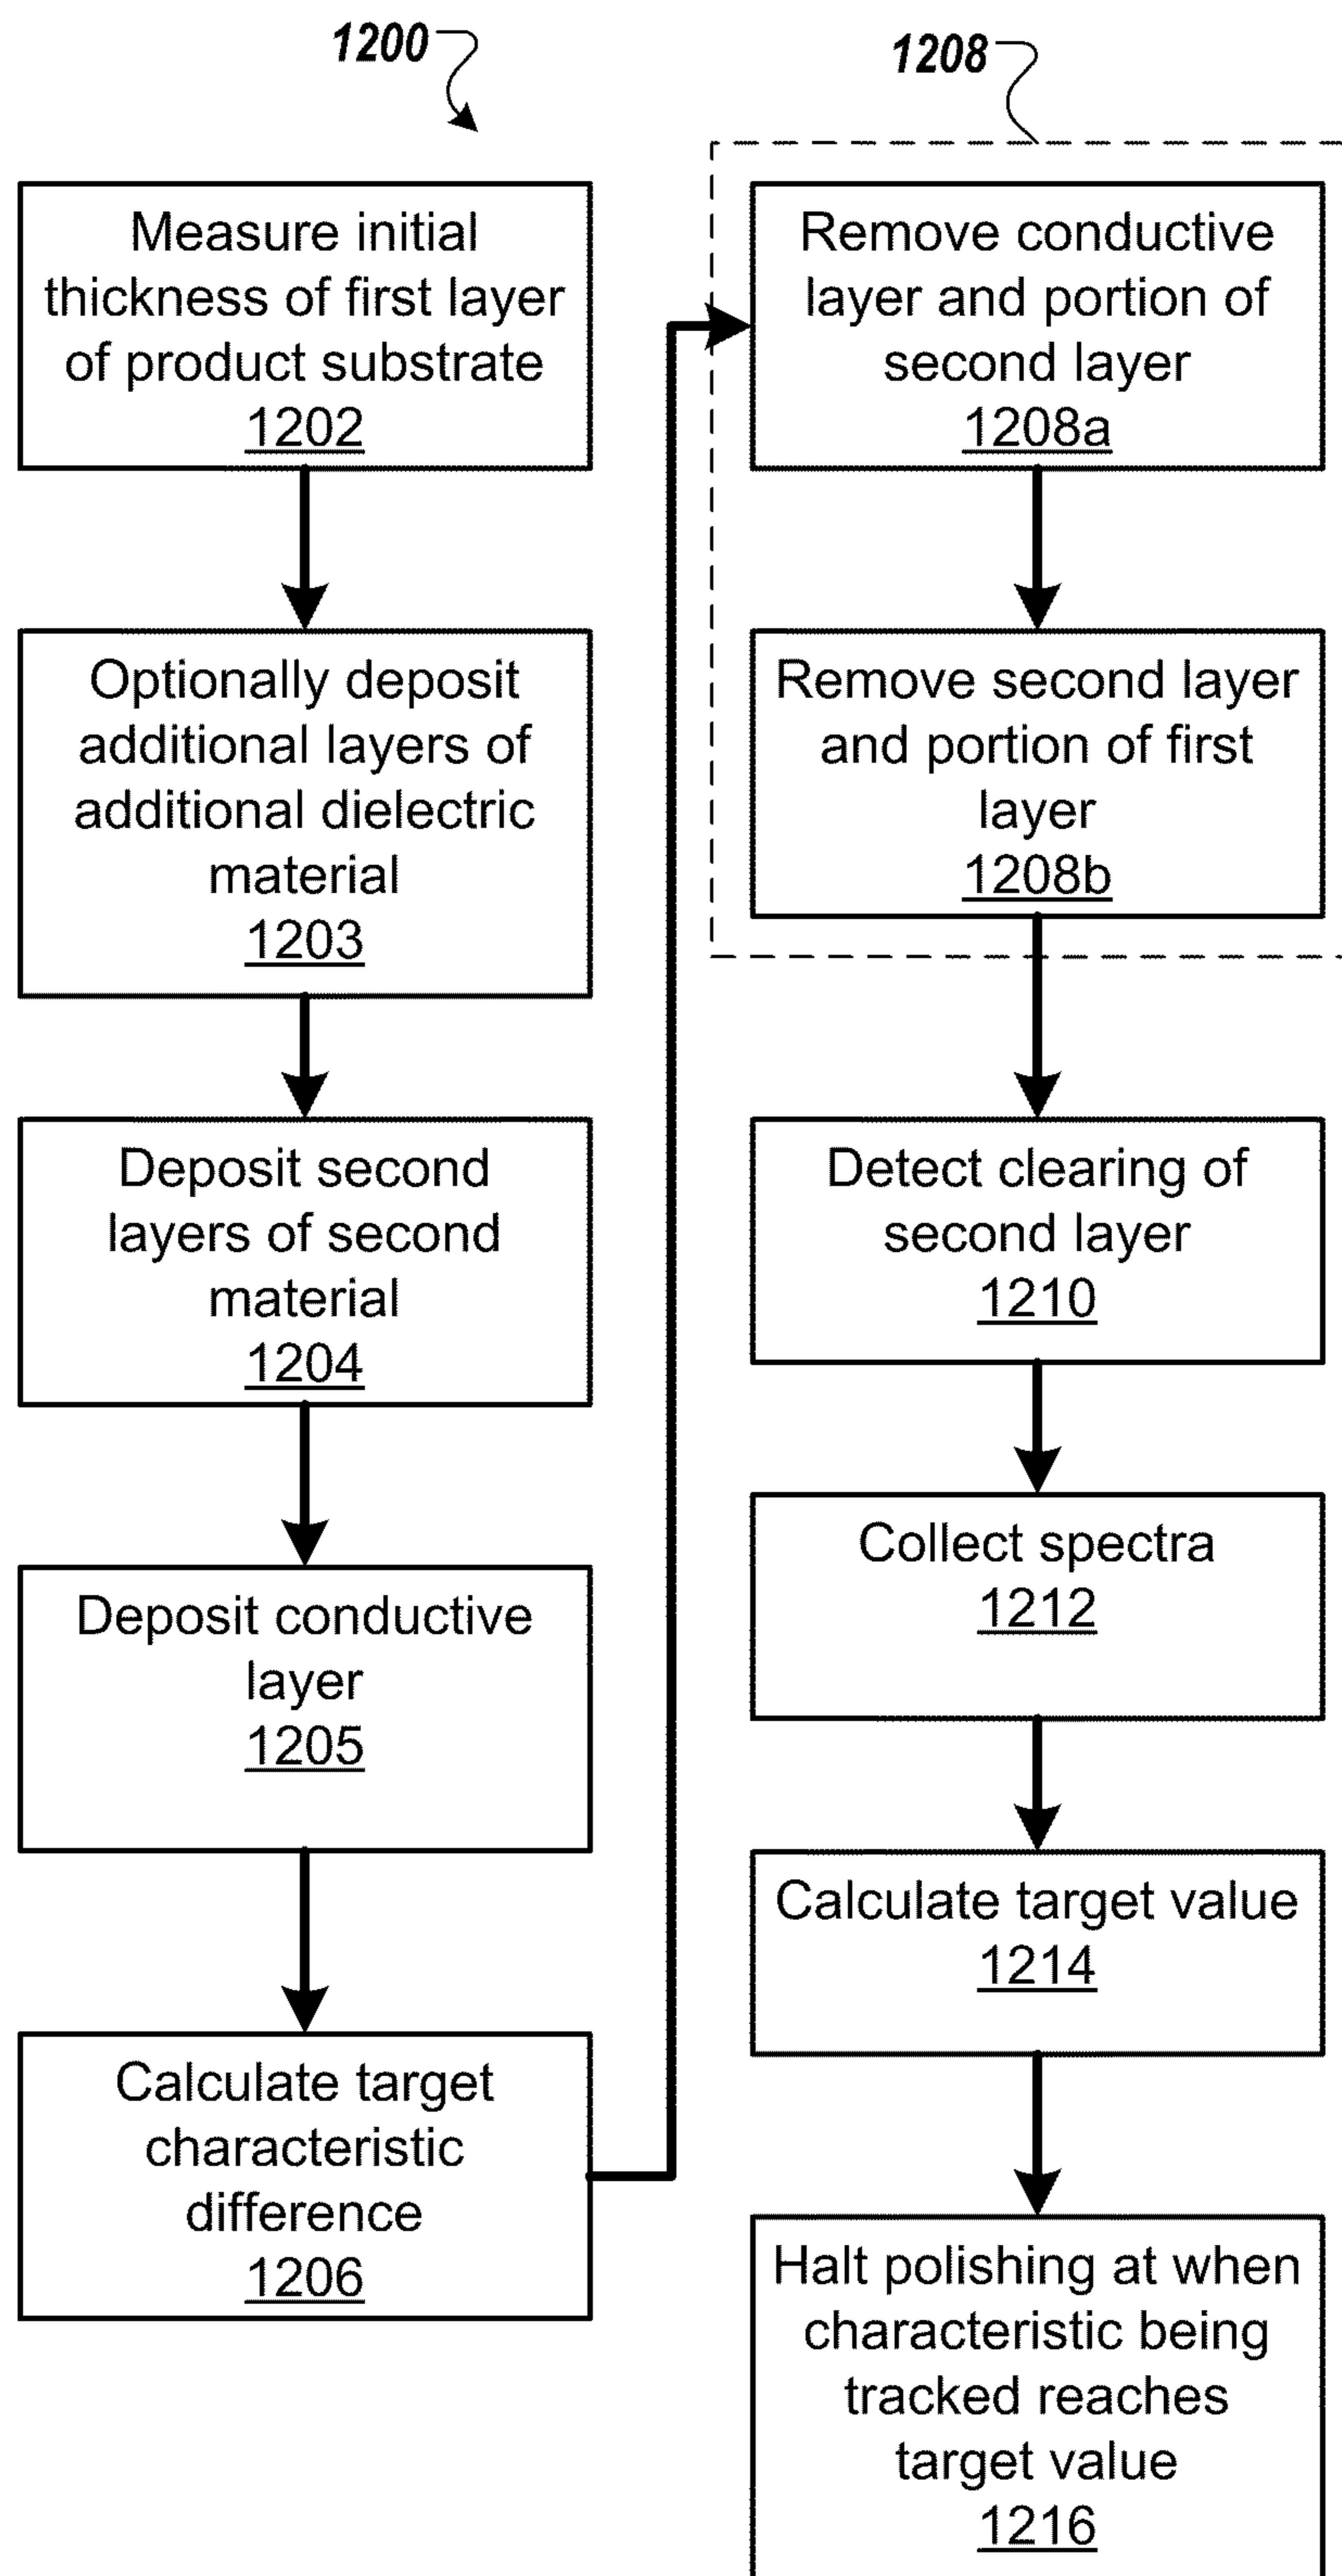 1200
Measure initial
thickness of first layer
of product substrate
1202
Optionally deposit
additional layers of
additional dielectric
material
1203
Deposit second
layers of second
material
1204
Deposit conductive
layer
1205
Calculate target
characteristic
difference
1206
1208
Remove conductive
layer and portion of
second layer
1208a
Remove second layer
and portion of first
layer
1208b
Detect clearing of
second layer
1210
Collect spectra
1212
Calculate target value
1214
Halt polishing at when
characteristic being
tracked reaches
target value
1216